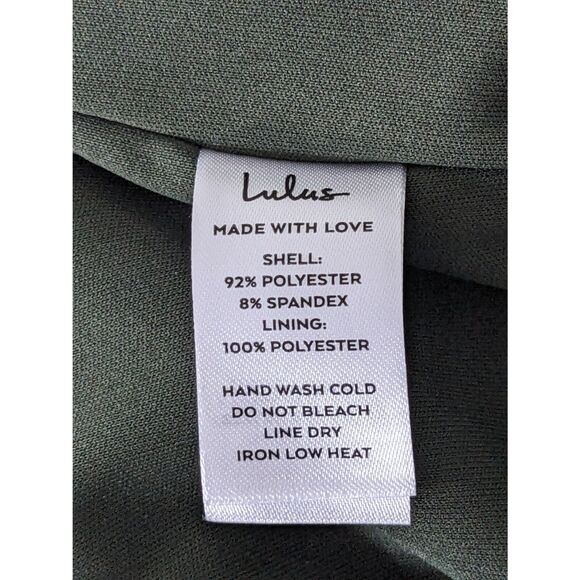 Lulus
MADE WITH LOVE
SHELL:
92% POLYESTER
8% SPANDEX
LINING:
100% POLYESTER
HAND WASH COLD
DO NOT BLEACH
LINE DRY
IRON LOW HEAT